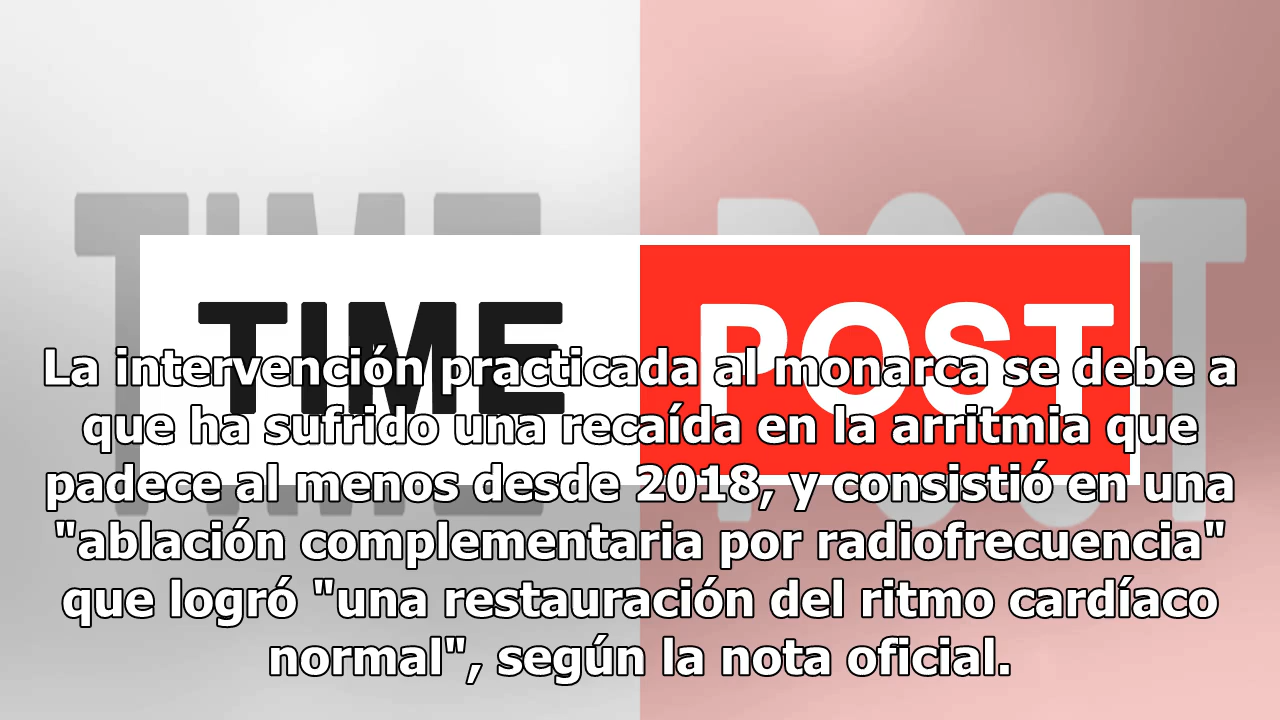 TIME POST
TIME POST
La intervención practicada al monarca se debe a
que ha sufrido una recaída en la arritmia que
padece al menos desde 2018, y consistió en una
"ablación complementaria por radiofrecuencia"
que logró "una restauración del ritmo cardíaco
normal", según la nota oficial.